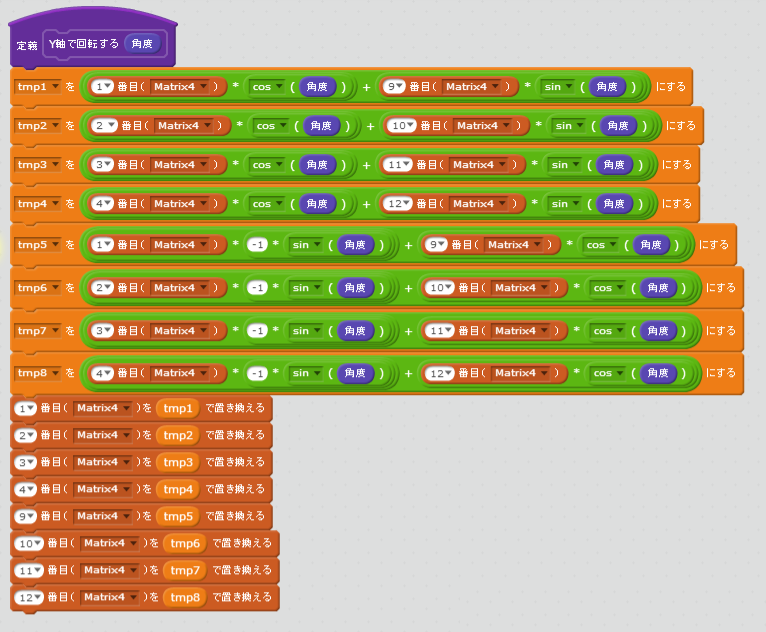 定義 Y軸で回転する 角度
tmp1 を 1 番目( Matrix4 ) * cos ( 角度 ) + 9 番目( Matrix4 ) * sin ( 角度 ) にする
tmp2 を 2 番目( Matrix4 ) * cos ( 角度 ) + 10 番目( Matrix4 ) * sin ( 角度 ) にする
tmp3 を 3 番目( Matrix4 ) * cos ( 角度 ) + 11 番目( Matrix4 ) * sin ( 角度 ) にする
tmp4 を 4 番目( Matrix4 ) * cos ( 角度 ) + 12 番目( Matrix4 ) * sin ( 角度 ) にする
tmp5 を 1 番目( Matrix4 ) * -1 * sin ( 角度 ) + 9 番目( Matrix4 ) * cos ( 角度 ) にする
tmp6 を 2 番目( Matrix4 ) * -1 * sin ( 角度 ) + 10 番目( Matrix4 ) * cos ( 角度 ) にする
tmp7 を 3 番目( Matrix4 ) * -1 * sin ( 角度 ) + 11 番目( Matrix4 ) * cos ( 角度 ) にする
tmp8 を 4 番目( Matrix4 ) * -1 * sin ( 角度 ) + 12 番目( Matrix4 ) * cos ( 角度 ) にする
1 番目( Matrix4 )を tmp1 で置き換える
2 番目( Matrix4 )を tmp2 で置き換える
3 番目( Matrix4 )を tmp3 で置き換える
4 番目( Matrix4 )を tmp4 で置き換える
9 番目( Matrix4 )を tmp5 で置き換える
10 番目( Matrix4 )を tmp6 で置き換える
11 番目( Matrix4 )を tmp7 で置き換える
12 番目( Matrix4 )を tmp8 で置き換える